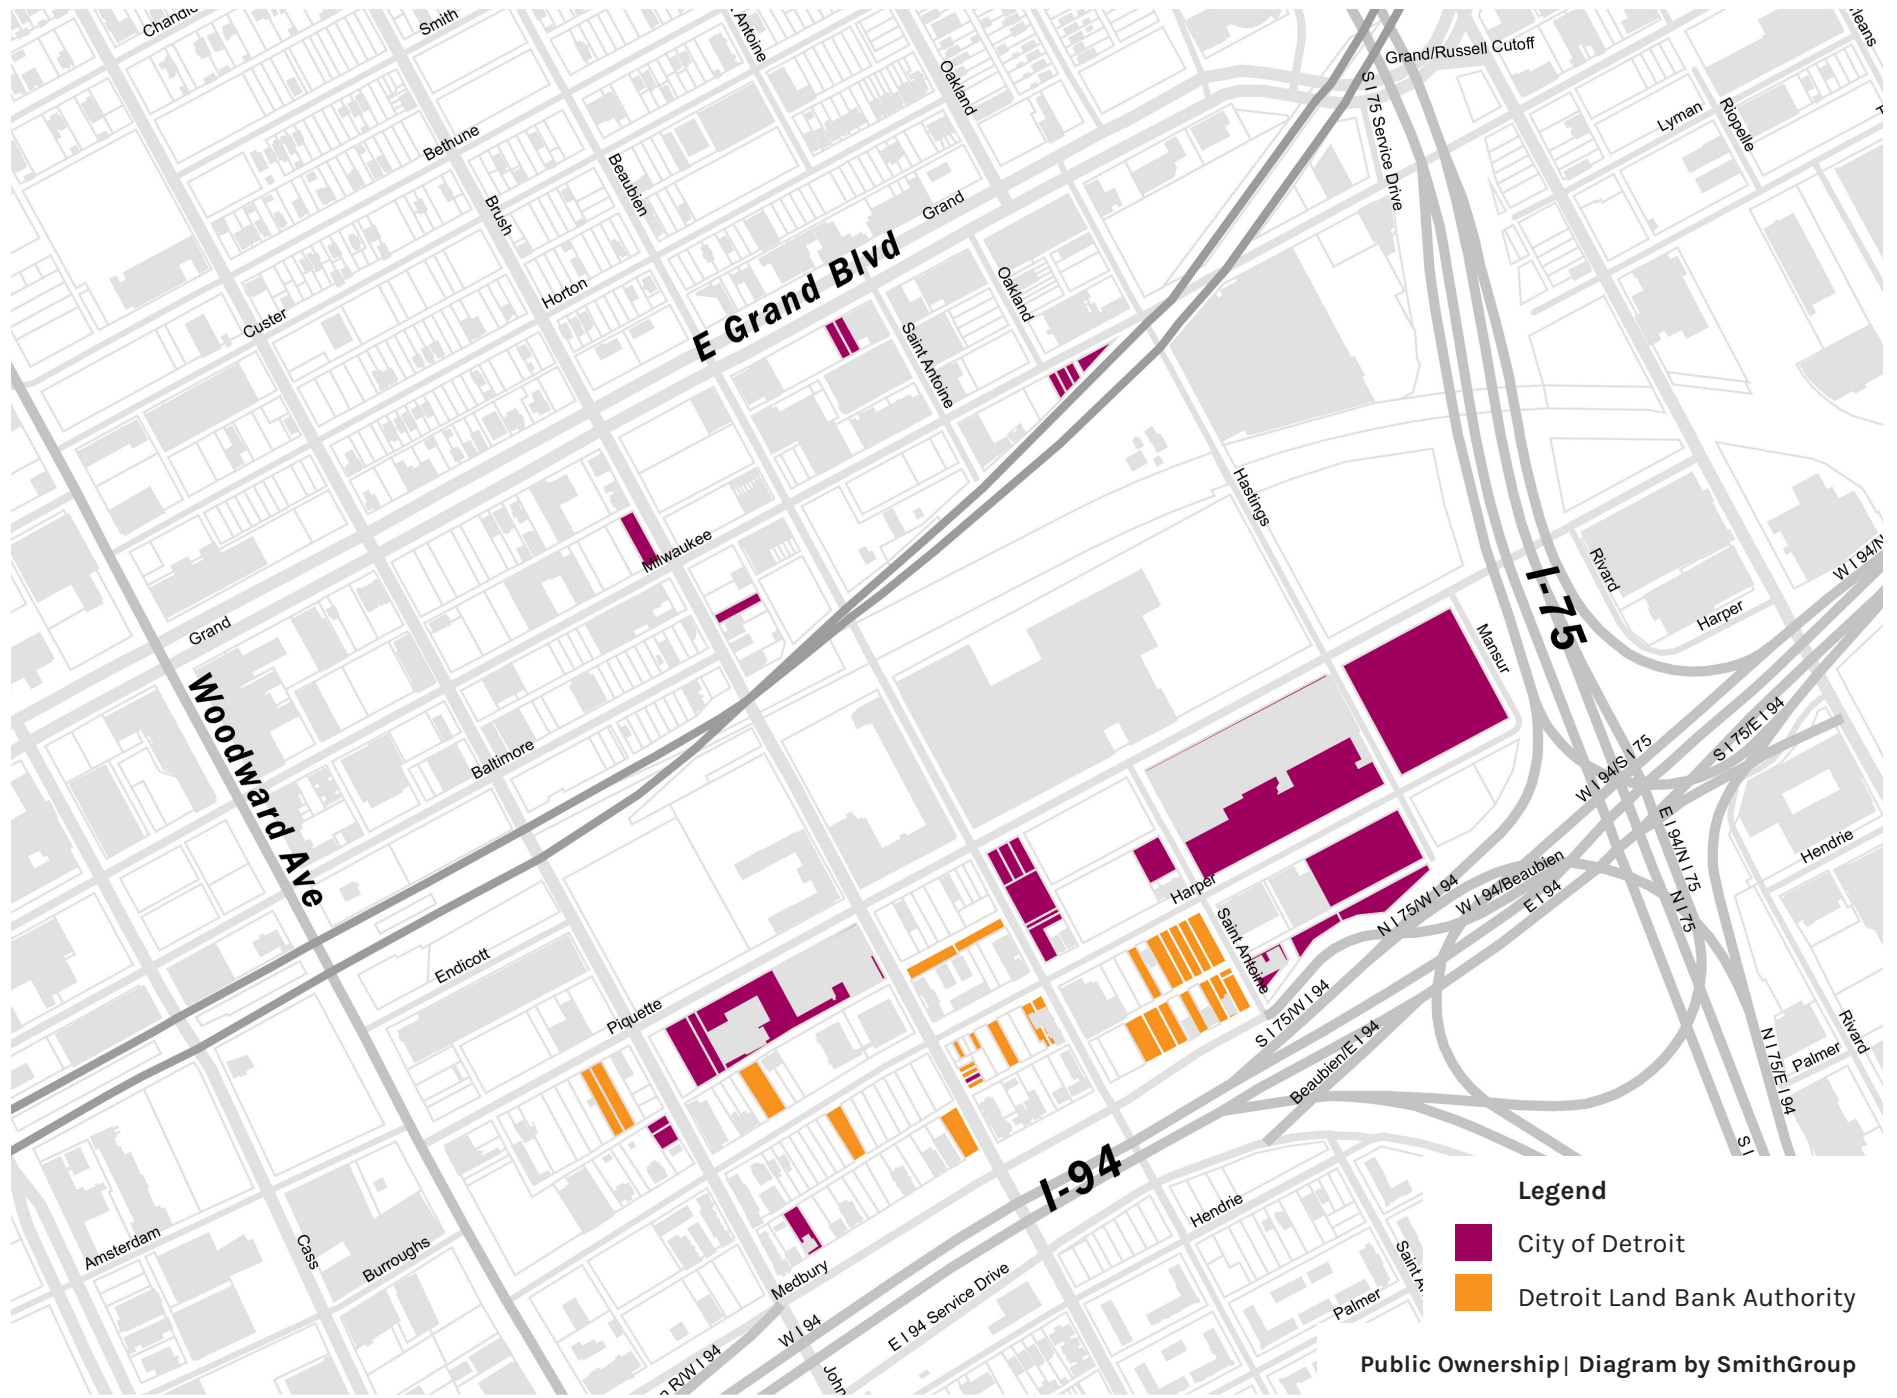 Smith
Antoine
Oakland
Grand/Russell Cutoff
S I 75 Service Drive
Lyman
Riopelle
Bethune
Beaubien
Brush
Grand
E Grand Blvd
Horton
Oakland
Custer
Saint Antoine
Hastings
Milwaukee
I-75
Rivard
W I 94/N
Harper
Grand
Mansur
Woodward Ave
Baltimore
W I 94/S I 75
S I 75/E I 94
E I 94/N I 75
Hendrie
Harper
W I 94/Beaubien
E I 94
N I 75/W I 94
N I 75
Saint Antoine
Endicott
Piquette
S I 75/W I 94
Beaubien/E I 94
N I 75/E I 94
Rivard
Palmer
S I
I-94
Amsterdam
Cass
Burroughs
Medbury
Hendrie
Saint A
Palmer
W I 94
E I 94 Service Drive
n R/W I 94
John
Legend
City of Detroit
Detroit Land Bank Authority
Public Ownership| Diagram by SmithGroup